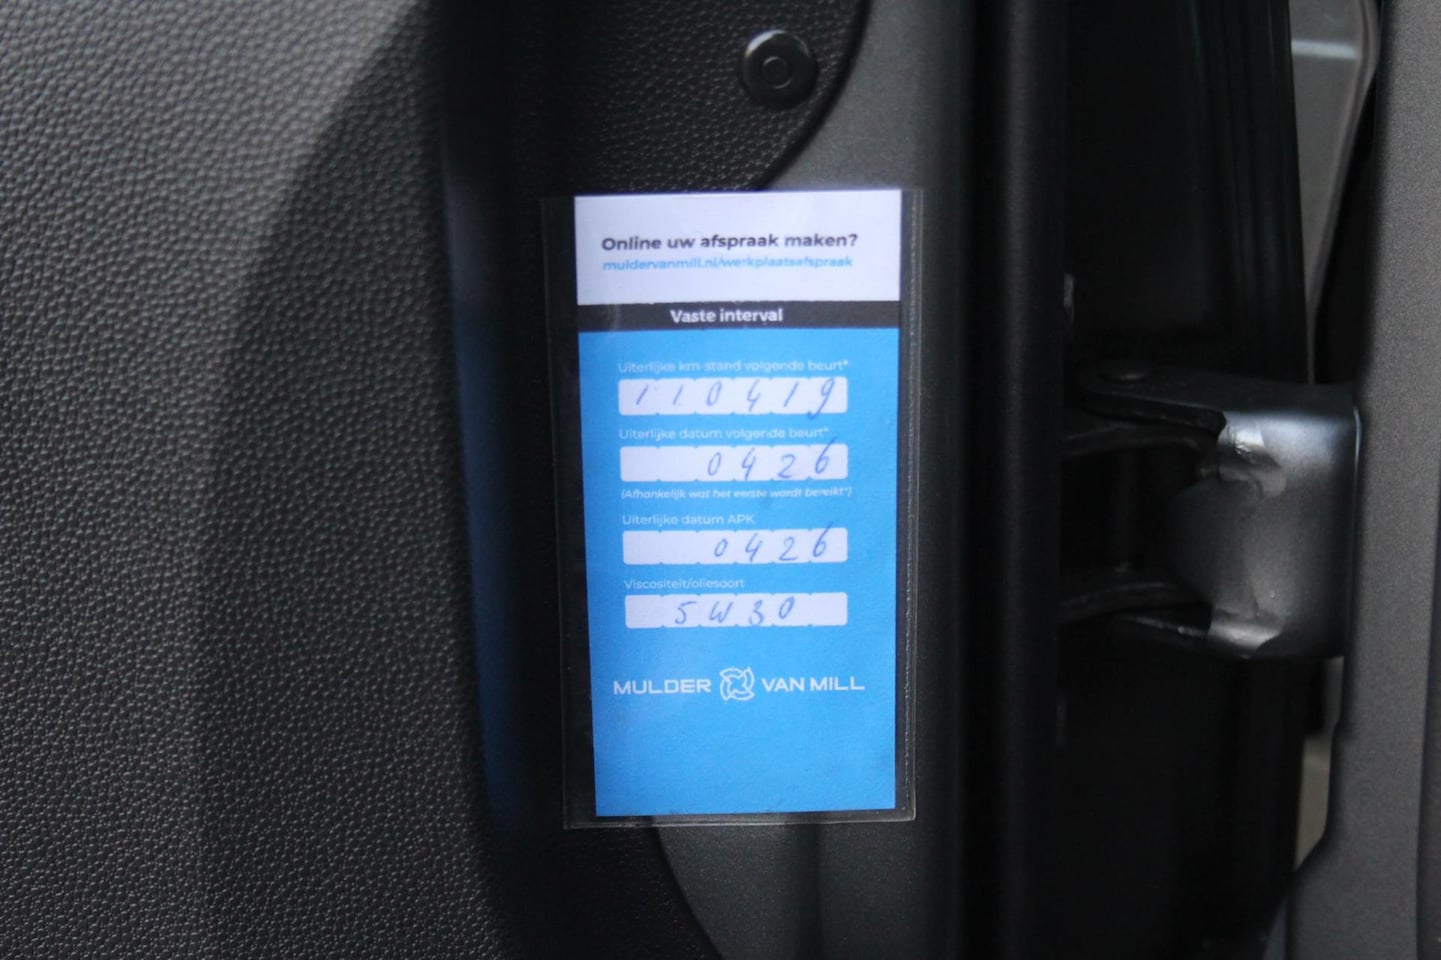 Online uw afspraak maken?
muldervanmill.nl/werkplaatsafspraak
Vaste interval
Uiterlijke km-stand volgende beurt*
110419
Uiterlijke datum volgende beurt*
0426
(Afhankelijk wat het eerste wordt bereikt*)
Uiterlijke datum APK
0426
Viscositeit/oliesoort
5W30
MULDER VAN MILL